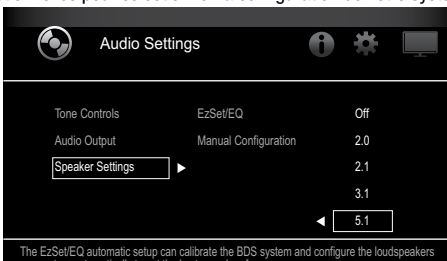 Audio Settings
Tone Controls EzSet/EQ Off
Audio Output Manual Configuration 2.0
Speaker Settings 2.1
3.1
5.1
The EzSet/EQ automatic setup can calibrate the BDS system and configure the loudspeakers